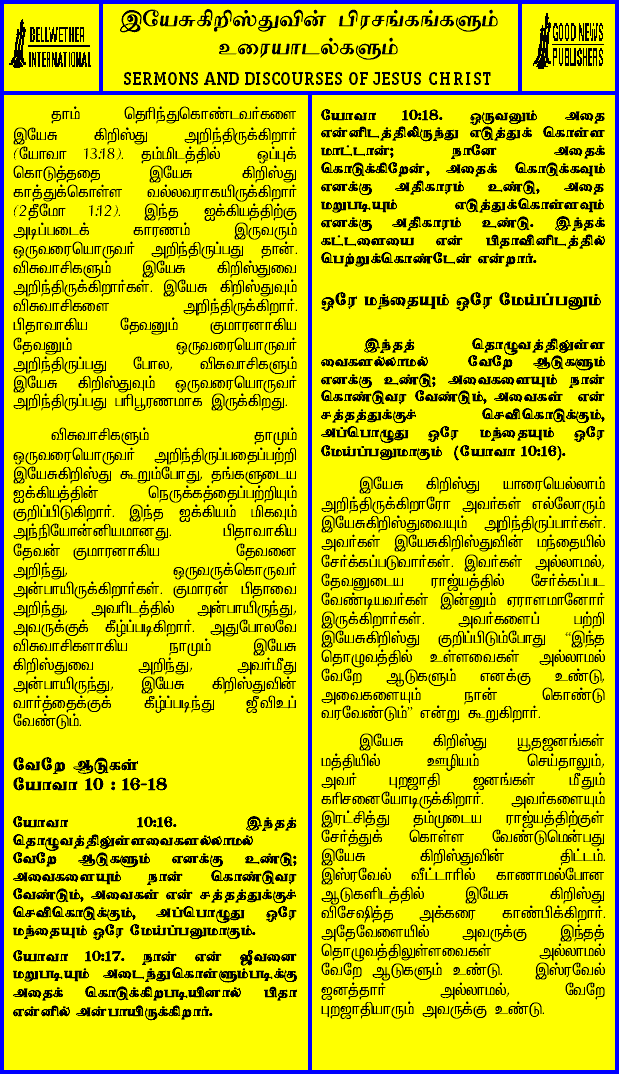 BELLWETHER
INTERNATIONAL
இயேசுகிறிஸ்துவின் பிரசங்கங்களும்
உரையாடல்களும்
SERMONS AND DISCOURSES OF JESUS CHRIST
GOOD NEWS
PUBLISHERS
தாம் தெரிந்துகொண்டவர்களை
இயேசு கிறிஸ்து அறிந்திருக்கிறார்
(யோவா 13:18). தம்மிடத்தில் ஒப்புக்
கொடுத்ததை இயேசு கிறிஸ்து
காத்துக்கொள்ள வல்லவராகயிருக்கிறார்
(2தீமோ 1:12). இந்த ஐக்கியத்திற்கு
அடிப்படைக் காரணம் இருவரும்
ஒருவரையொருவர் அறிந்திருப்பது தான்.
விசுவாசிகளும் இயேசு கிறிஸ்துவை
அறிந்திருக்கிறார்கள். இயேசு கிறிஸ்துவும்
விசுவாசிகளை அறிந்திருக்கிறார்.
பிதாவாகிய தேவனும் குமாரனாகிய
தேவனும் ஒருவரையொருவர்
அறிந்திருப்பது போல, விசுவாசிகளும்
இயேசு கிறிஸ்துவும் ஒருவரையொருவர்
அறிந்திருப்பது பரிபூரணமாக இருக்கிறது.
விசுவாசிகளும் தாமும்
ஒருவரையொருவர் அறிந்திருப்பதைப்பற்றி
இயேசுகிறிஸ்து கூறும்போது, தங்களுடைய
ஐக்கியத்தின் நெருக்கத்தைப்பற்றியும்
குறிப்பிடுகிறார். இந்த ஐக்கியம் மிகவும்
அந்நியோன்னியமானது. பிதாவாகிய
தேவன் குமாரனாகிய தேவனை
அறிந்து, ஒருவருக்கொருவர்
அன்பாயிருக்கிறார்கள். குமாரன் பிதாவை
அறிந்து, அவரிடத்தில் அன்பாயிருந்து,
அவருக்குக் கீழ்ப்படிகிறார். அதுபோலவே
விசுவாசிகளாகிய நாமும் இயேசு
கிறிஸ்துவை அறிந்து, அவர்மீது
அன்பாயிருந்து, இயேசு கிறிஸ்துவின்
வார்த்தைக்குக் கீழ்ப்படிந்து ஜீவிஉப்
வேண்டும்.
வேறே ஆடுகள்
யோவா 10 : 16-18
யோவா 10:16. இந்தத்
தொழுவத்திலுள்ளவைகளல்லாமல்
வேறே ஆடுகளும் எனக்கு உண்டு;
அவைகளையும் நான் கொண்டுவர
வேண்டும், அவைகள் என் சத்தத்துக்குச்
செவிகொடுக்கும், அப்பொழுது ஒரே
மந்தையும் ஒரே மேய்ப்பனுமாகும்.
யோவா 10:17. நான் என் ஜீவனை
மறுபடியும் அடைந்துகொள்ளும்படிக்கு
அதைக் கொடுக்கிறபடியினால் பிதா
என்னில் அன்பாயிருக்கிறார்.
யோவா 10:18. ஒருவனும் அதை
என்னிடத்திலிருந்து எடுத்துக் கொள்ள
மாட்டான்; நானே அதைக்
கொடுக்கிறேன், அதைக் கொடுக்கவும்
எனக்கு அதிகாரம் உண்டு, அதை
மறுபடியும் எடுத்துக்கொள்ளவும்
எனக்கு அதிகாரம் உண்டு. இந்தக்
கட்டளையை என் பிதாவினிடத்தில்
பெற்றுக்கொண்டேன் என்றார்.
ஒரே மந்தையும் ஒரே மேய்ப்பனும்
இந்தத் தொழுவத்திலுள்ள
வைகளல்லாமல் வேறே ஆடுகளும்
எனக்கு உண்டு; அவைகளையும் நான்
கொண்டுவர வேண்டும், அவைகள் என்
சத்தத்துக்குச் செவிகொடுக்கும்,
அப்பொழுது ஒரே மந்தையும் ஒரே
மேய்ப்பனுமாகும் (யோவா 10:16).
இயேசு கிறிஸ்து யாரையெல்லாம்
அறிந்திருக்கிறாரோ அவர்கள் எல்லோரும்
இயேசுகிறிஸ்துவையும் அறிந்திருப்பார்கள்.
அவர்கள் இயேசுகிறிஸ்துவின் மந்தையில்
சேர்க்கப்படுவார்கள். இவர்கள் அல்லாமல்,
தேவனுடைய ராஜ்யத்தில் சேர்க்கப்பட
வேண்டியவர்கள் இன்னும் ஏராளமானோர்
இருக்கிறார்கள். அவர்களைப் பற்றி
இயேசுகிறிஸ்து குறிப்பிடும்போது “இந்த
தொழுவத்தில் உள்ளவைகள் அல்லாமல்
வேறே ஆடுகளும் எனக்கு உண்டு,
அவைகளையும் நான் கொண்டு
வரவேண்டும்” என்று கூறுகிறார்.
இயேசு கிறிஸ்து யூதஜனங்கள்
மத்தியில் ஊழியம் செய்தாலும்,
அவர் புறஜாதி ஜனங்கள் மீதும்
கரிசனையோடிருக்கிறார். அவர்களையும்
இரட்சித்து தம்முடைய ராஜ்யத்திற்குள்
சேர்த்துக் கொள்ள வேண்டுமென்பது
இயேசு கிறிஸ்துவின் திட்டம்.
இஸ்ரவேல் வீட்டாரில் காணாமல்போன
ஆடுகளிடத்தில் இயேசு கிறிஸ்து
விசேஷித்த அக்கரை காண்பிக்கிறார்.
அதேவேளையில் அவருக்கு இந்தத்
தொழுவத்திலுள்ளவைகள் அல்லாமல்
வேறே ஆடுகளும் உண்டு. இஸ்ரவேல்
ஜனத்தார் அல்லாமல், வேறே
புறஜாதியாரும் அவருக்கு உண்டு.